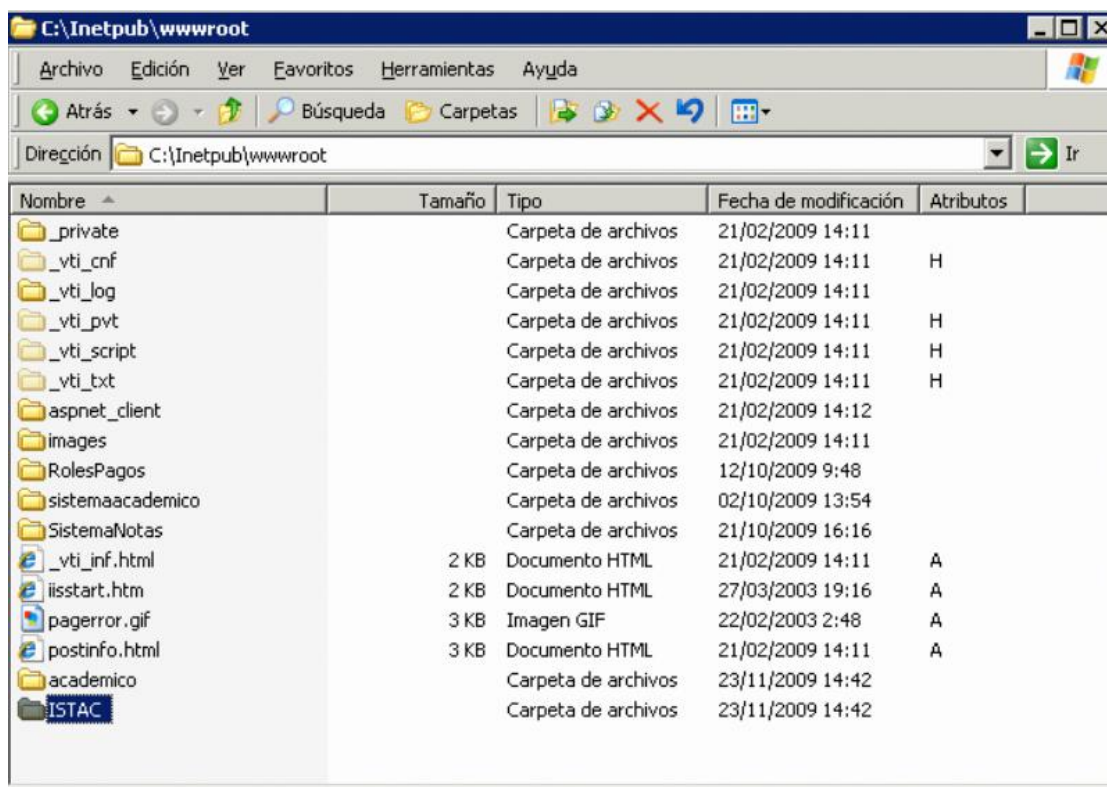 C:\Inetpub\wwwroot
Archivo Edición Ver Favoritos Herramientas Ayuda
Atrás Búsqueda Carpetas
Dirección C:\Inetpub\wwwroot Ir
Nombre Tamaño Tipo Fecha de modificación Atributos
_private Carpeta de archivos 21/02/2009 14:11
_vti_cnf Carpeta de archivos 21/02/2009 14:11 H
_vti_log Carpeta de archivos 21/02/2009 14:11
_vti_pvt Carpeta de archivos 21/02/2009 14:11 H
_vti_script Carpeta de archivos 21/02/2009 14:11 H
_vti_txt Carpeta de archivos 21/02/2009 14:11 H
aspnet_client Carpeta de archivos 21/02/2009 14:12
images Carpeta de archivos 21/02/2009 14:11
RolesPagos Carpeta de archivos 12/10/2009 9:48
sistemaacademico Carpeta de archivos 02/10/2009 13:54
SistemaNotas Carpeta de archivos 21/10/2009 16:16
_vti_inf.html 2 KB Documento HTML 21/02/2009 14:11 A
iisstart.htm 2 KB Documento HTML 27/03/2003 19:16 A
pagerror.gif 3 KB Imagen GIF 22/02/2003 2:48 A
postinfo.html 3 KB Documento HTML 21/02/2009 14:11 A
academico Carpeta de archivos 23/11/2009 14:42
ISTAC Carpeta de archivos 23/11/2009 14:42